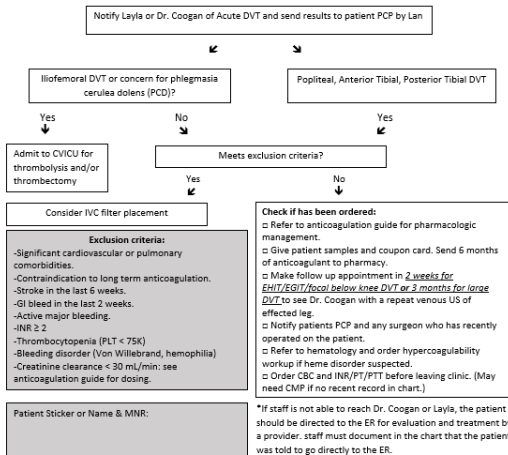 Notify Layla or Dr. Coogan of Acute DVT and send results to patient PCP by Lan
Iliofemoral DVT or concern for phlegmasia
cerulea dolens (PCD)?
Popliteal, Anterior Tibial, Posterior Tibial DVT
Yes
No
Yes
Admit to CVICU for
thrombolysis and/or
thrombectomy
Meets exclusion criteria?
Yes
No
Consider IVC filter placement
Exclusion criteria:
-Significant cardiovascular or pulmonary
comorbidities.
-Contraindication to long term anticoagulation.
-Stroke in the last 6 weeks.
-GI bleed in the last 2 weeks.
-Active major bleeding.
-INR ≥ 2
-Thrombocytopenia (PLT < 75K)
-Bleeding disorder (Von Willebrand, hemophilia)
-Creatinine clearance < 30 mL/min: see
anticoagulation guide for dosing.
Patient Sticker or Name & MNR:
Check if has been ordered:
□ Refer to anticoagulation guide for pharmacologic
management.
□ Give patient samples and coupon card. Send 6 months
of anticoagulant to pharmacy.
□ Make follow up appointment in 2 weeks for
EHIT/EGIT/focal below knee DVT or 3 months for large
DVT to see Dr. Coogan with a repeat venous US of
effected leg.
□ Notify patients PCP and any surgeon who has recently
operated on the patient.
□ Refer to hematology and order hypercoagulability
workup if heme disorder suspected.
□ Order CBC and INR/PT/PTT before leaving clinic. (May
need CMP if no recent record in chart.)
*If staff is not able to reach Dr. Coogan or Layla, the patient
should be directed to the ER for evaluation and treatment by
a provider. staff must document in the chart that the patient
was told to go directly to the ER.